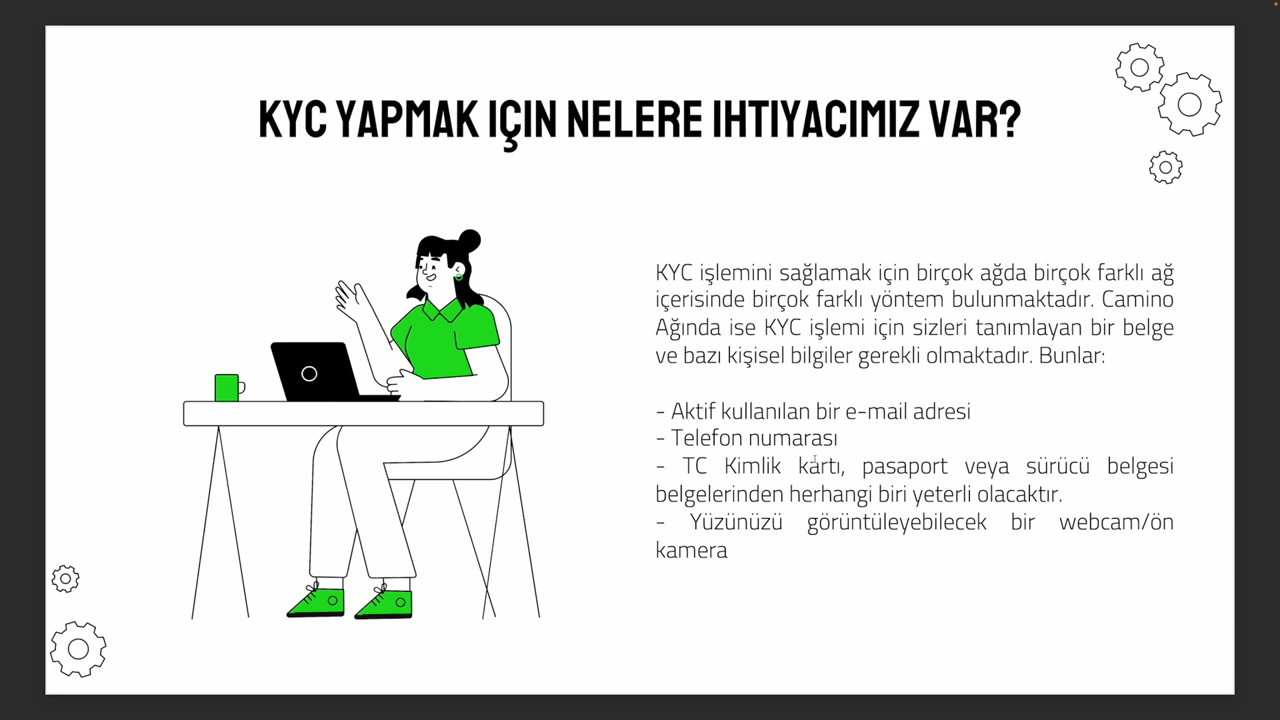 KYC YAPMAK IÇIN NELERE IHTIYACIMIZ VAR?
KYC işlemini sağlamak için birçok ağda birçok farklı ağ
içerisinde birçok farklı yöntem bulunmaktadır. Camino
Ağında ise KYC işlemi için sizleri tanımlayan bir belge
ve bazı kişisel bilgiler gerekli olmaktadır. Bunlar:
- Aktif kullanılan bir e-mail adresi
- Telefon numarası
- TC Kimlik kartı, pasaport veya sürücü belgesi
belgelerinden herhangi biri yeterli olacaktır.
- Yüzünüzü görüntüleyebilecek bir webcam/ön
kamera